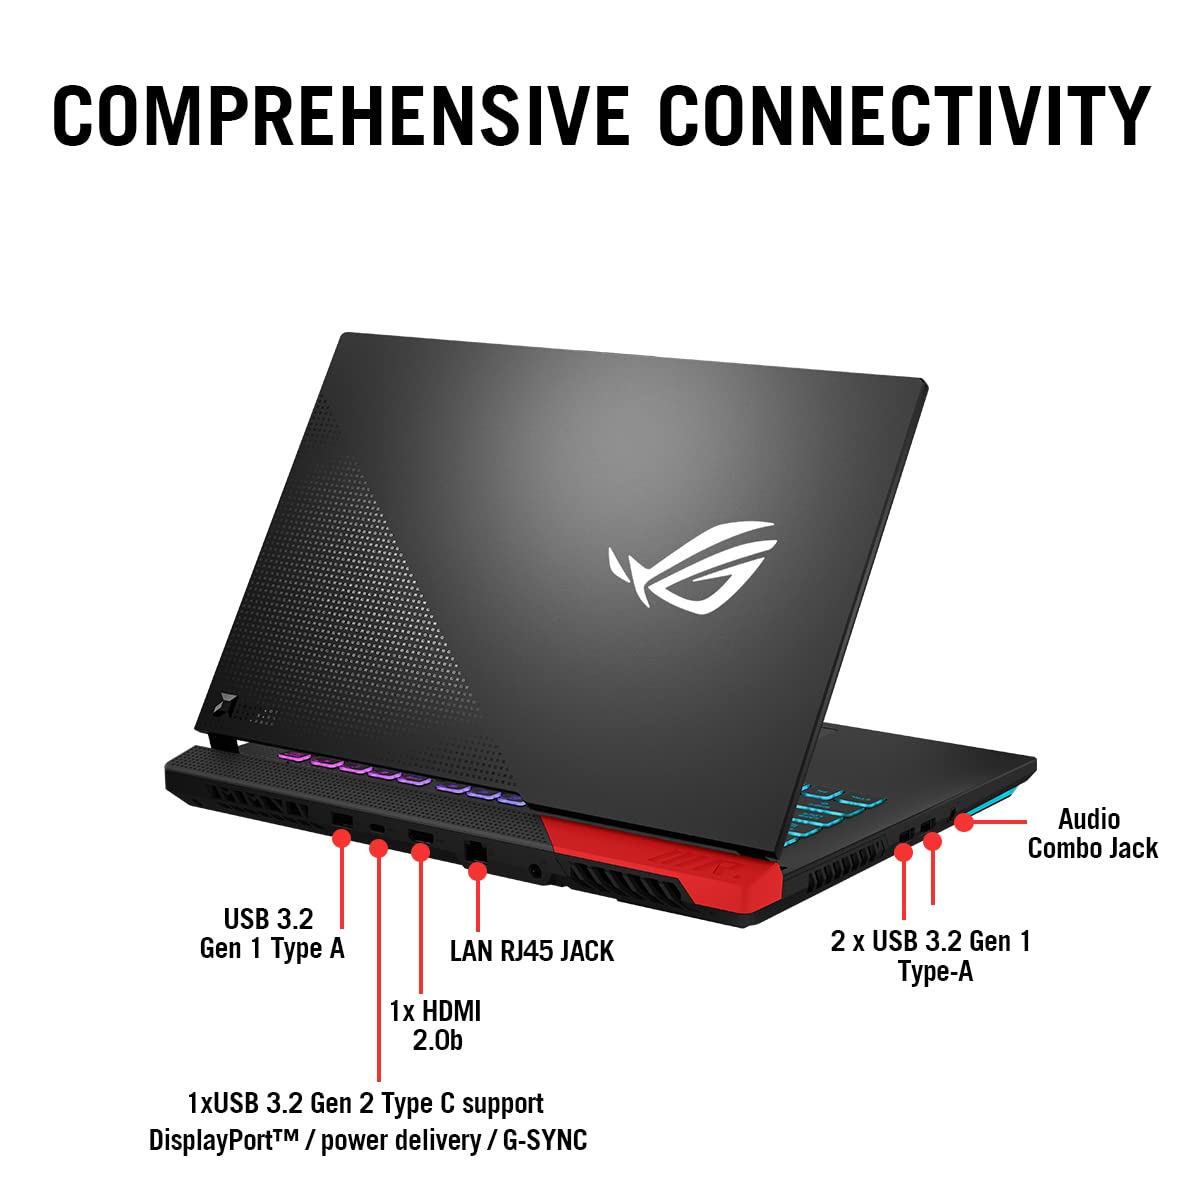 COMPREHENSIVE CONNECTIVITY
Audio
Combo Jack
USB 3.2
Gen 1 Type A
LAN RJ45 JACK
2 x USB 3.2 Gen 1
Type-A
1x HDMI
2.0b
1xUSB 3.2 Gen 2 Type C support
DisplayPort™ / power delivery / G-SYNC